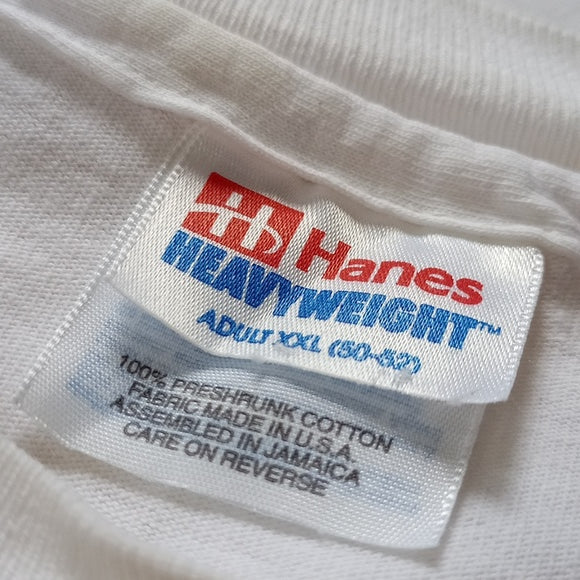 Hanes
HEAVYWEIGHT™
ADULT XXL (50-52)
100% PRESHRUNK COTTON
FABRIC MADE IN U.S.A.
ASSEMBLED IN JAMAICA
CARE ON REVERSE